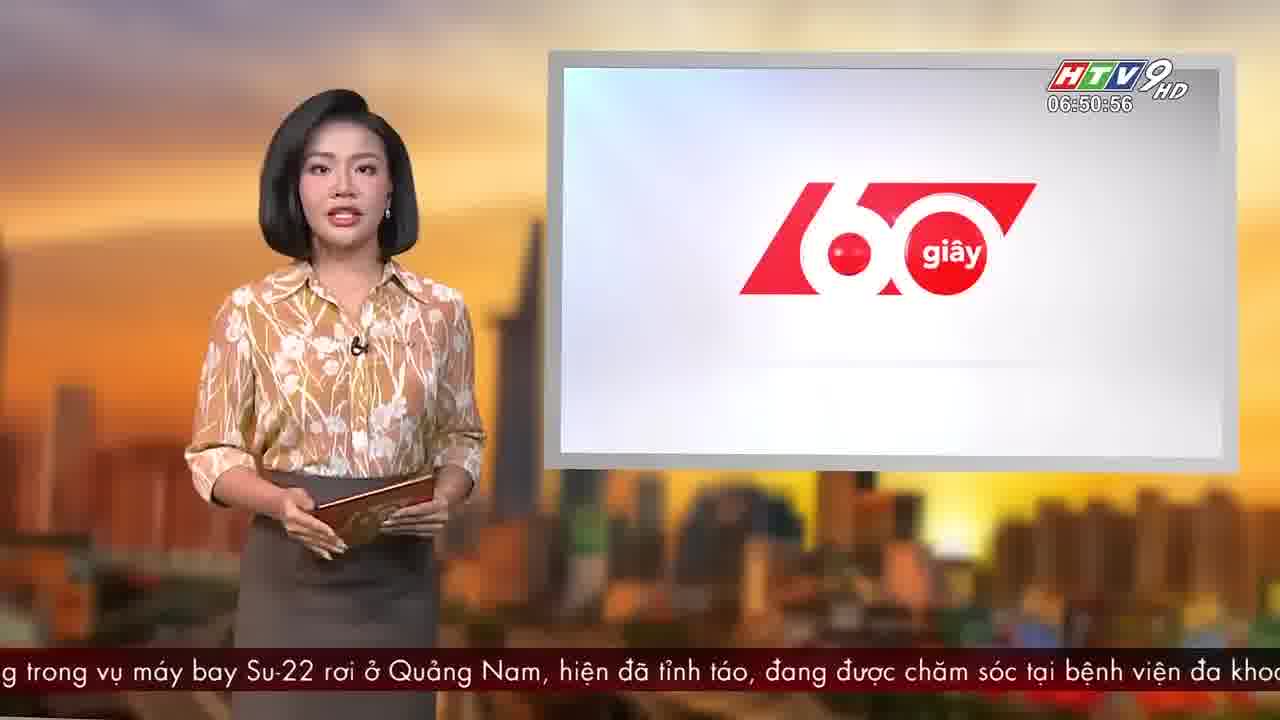 HTV9
HD
06:50:56
60
giây
g trong vụ máy bay Su-22 rơi ở Quảng Nam, hiện đã tỉnh táo, đang được chăm sóc tại bệnh viện đa khoa